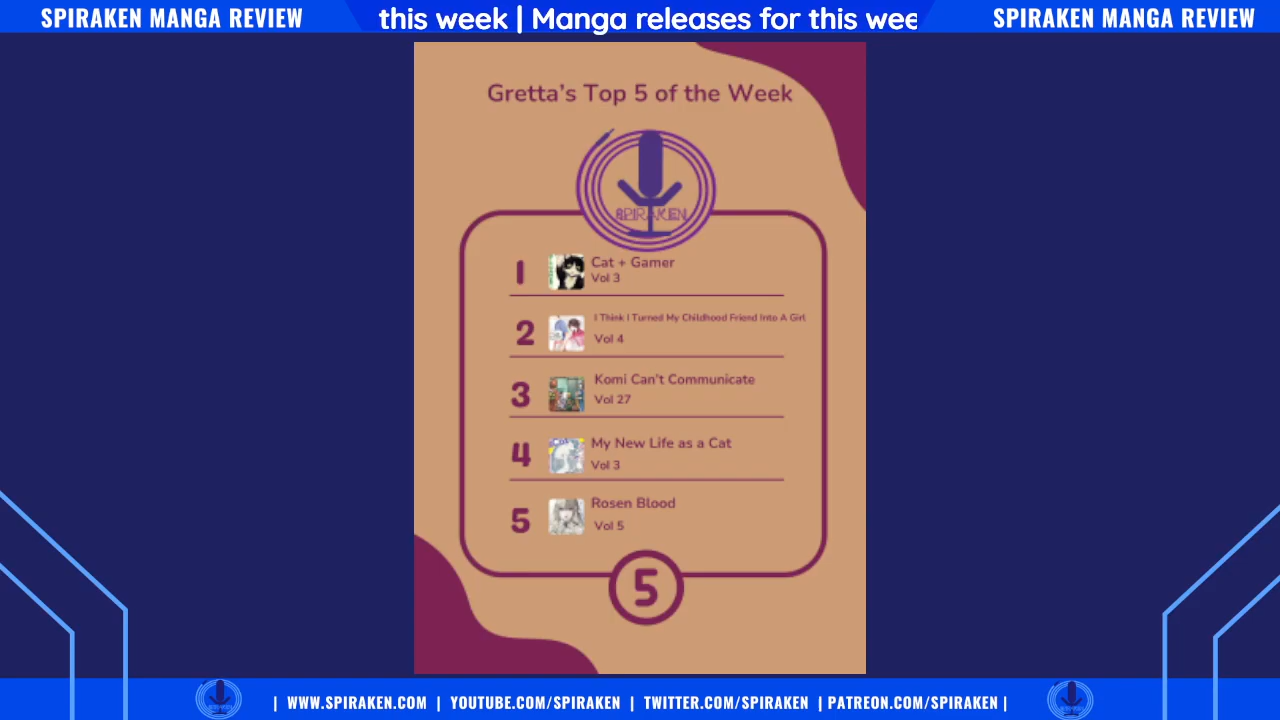 SPIRAKEN MANGA REVIEW
this week | Manga releases for this wee
SPIRAKEN MANGA REVIEW
Gretta's Top 5 of the Week
SPIRAKEN
1
Cat + Gamer
Vol 3
2
I Think I Turned My Childhood Friend Into A Girl
Vol 4
3
Komi Can't Communicate
Vol 27
4
My New Life as a Cat
Vol 3
5
Rosen Blood
Vol 5
5
| WWW.SPIRAKEN.COM | YOUTUBE.COM/SPIRAKEN | TWITTER.COM/SPIRAKEN | PATREON.COM/SPIRAKEN |